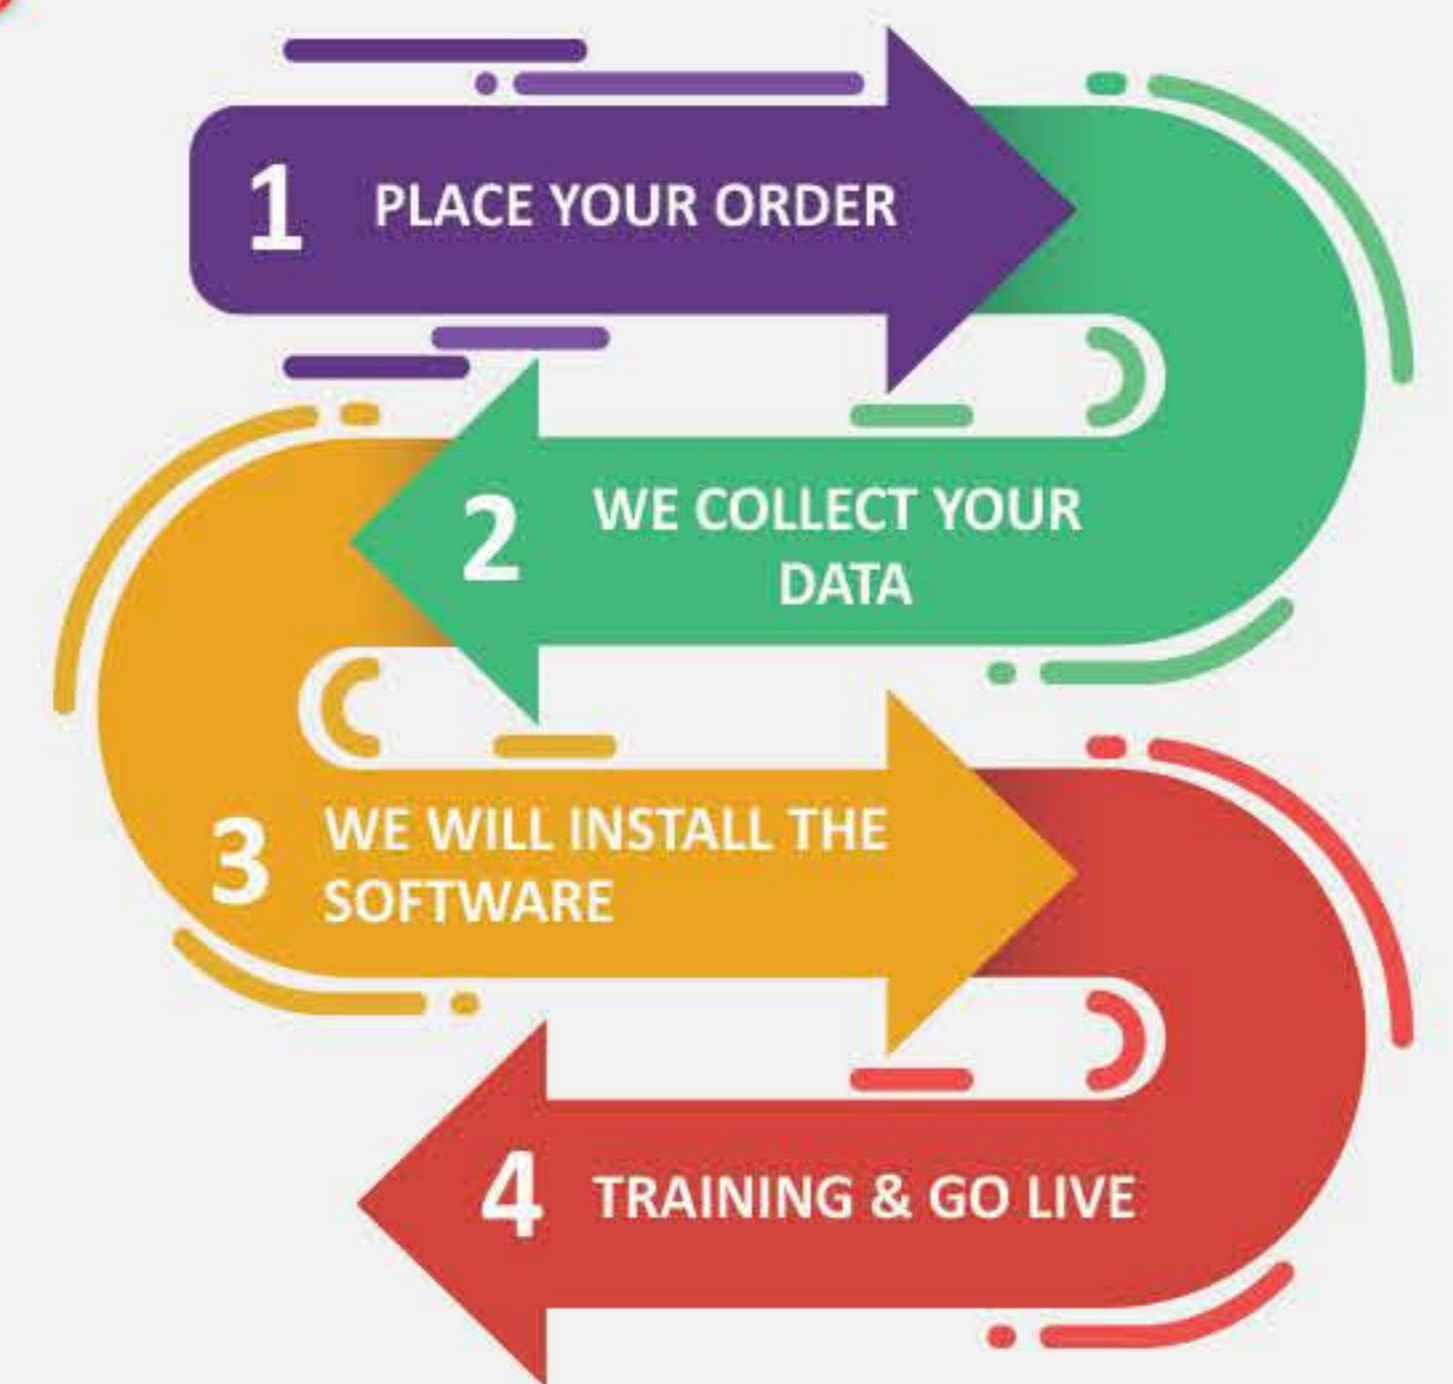 1 PLACE YOUR ORDER
2 WE COLLECT YOUR
DATA
3 WE WILL INSTALL THE
SOFTWARE
4 TRAINING & GO LIVE